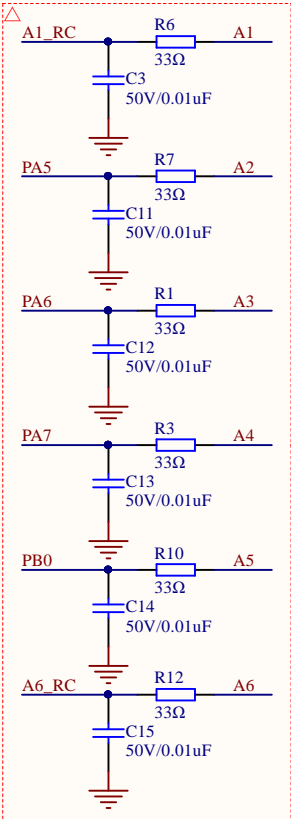 R6
A1_RC
A1
33Ω
C3
50V/0.01uF
R7
PA5
A2
33Ω
C11
50V/0.01uF
R1
PA6
A3
33Ω
C12
50V/0.01uF
R3
PA7
A4
33Ω
C13
50V/0.01uF
R10
PB0
A5
33Ω
C14
50V/0.01uF
R12
A6_RC
A6
33Ω
C15
50V/0.01uF